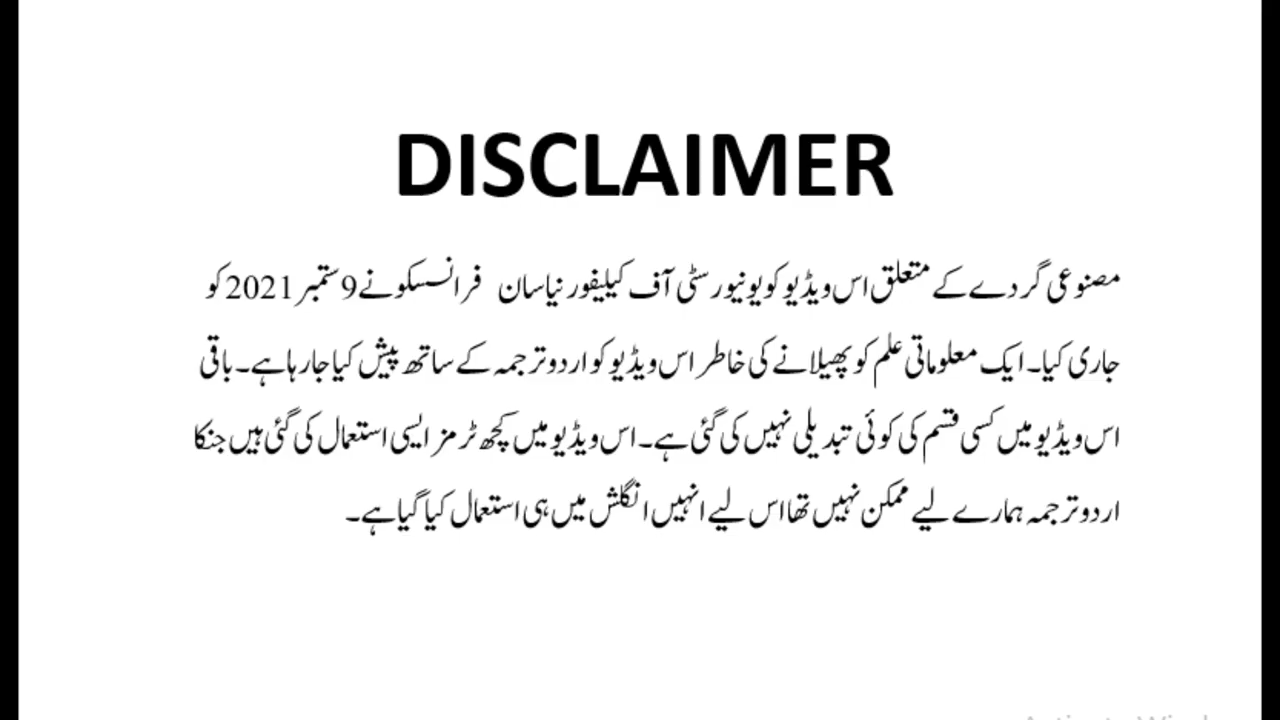 DISCLAIMER
مصنوعی گردے کے متعلق اس ویڈیو کو یونیورسٹی آف کیلیفورنیا سان فرانسسکو نے 9 ستمبر 2021 کو
جاری کیا۔ ایک معلوماتی علم کو پھیلانے کی خاطر اس ویڈیو کو اردو ترجمہ کے ساتھ پیش کیا جا رہا ہے۔ باقی
اس ویڈیو میں کسی قسم کی کوئی تبدیلی نہیں کی گئی ہے۔ اس ویڈیو میں کچھ ٹرمز ایسی استعمال کی گئی ہیں جنکا
اردو ترجمہ ہمارے لیے ممکن نہیں تھا اس لیے انہیں انگلش میں ہی استعمال کیا گیا ہے۔